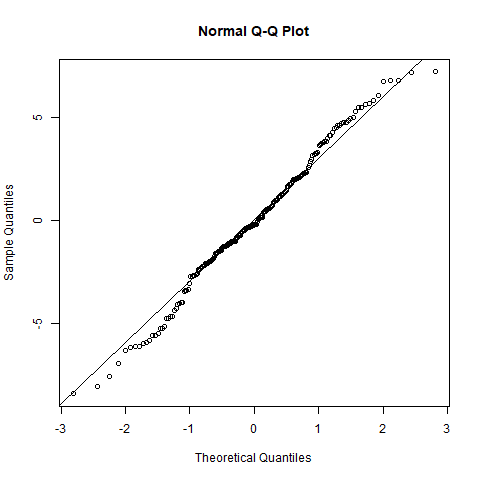 Normal Q-Q Plot
Sample Quantiles
5
0
-5
-3 -2 -1 0 1 2 3
Theoretical Quantiles